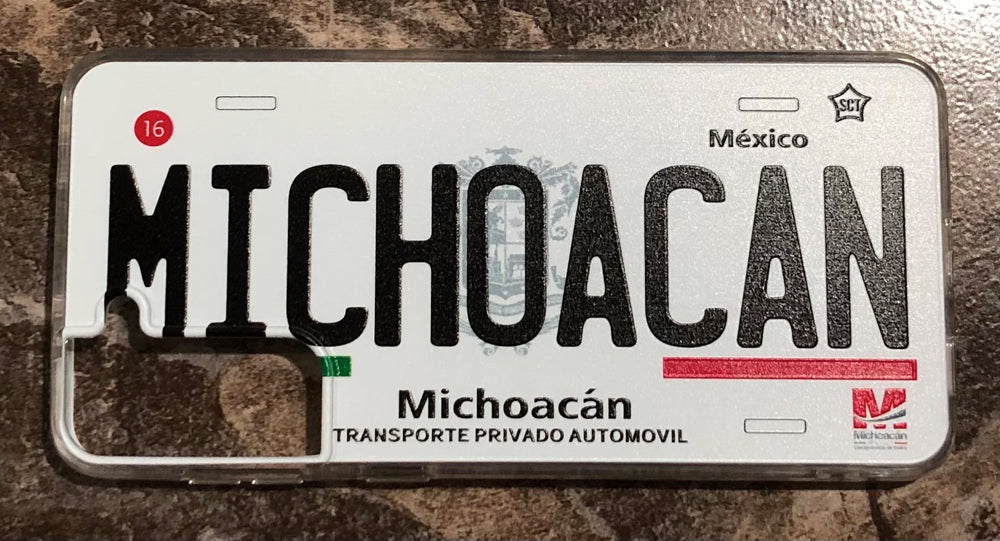 16
SCT
México
MICHOACAN
Michoacán
TRANSPORTE PRIVADO AUTOMOVIL
Michoacán